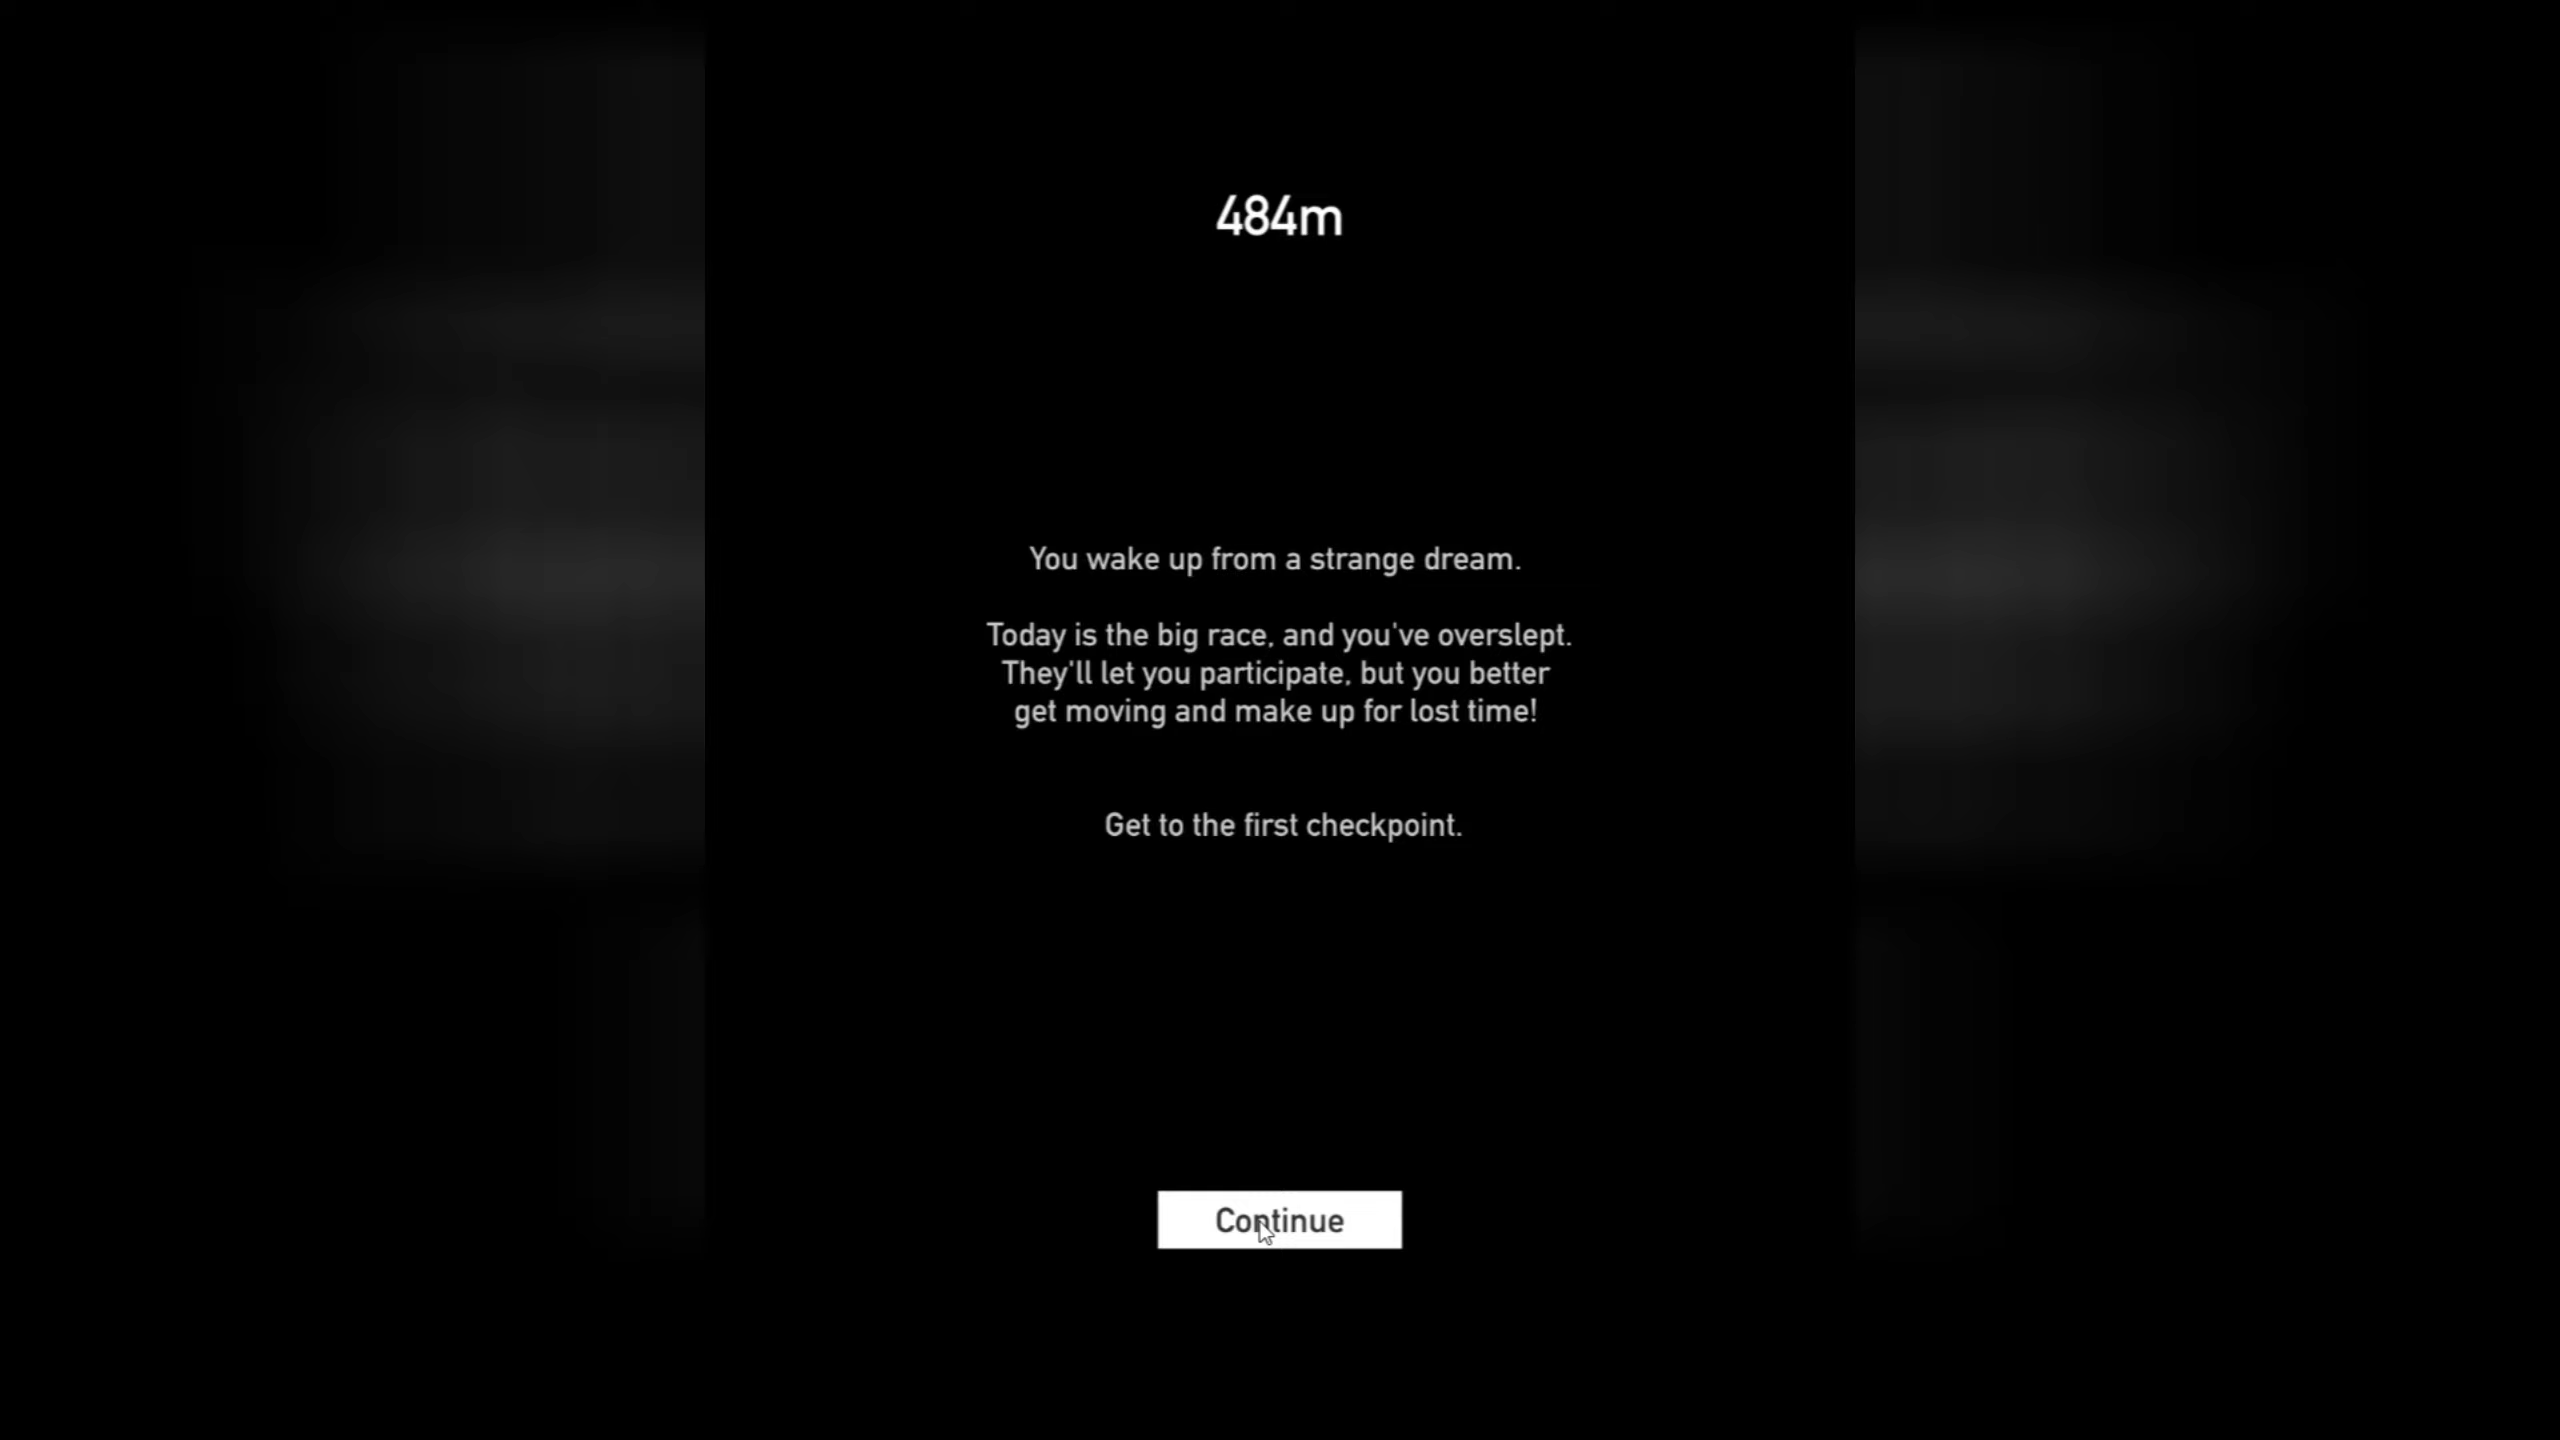 484m
You wake up from a strange dream.
Today is the big race, and you've overslept.
They'll let you participate, but you better
get moving and make up for lost time!
Get to the first checkpoint.
Continue